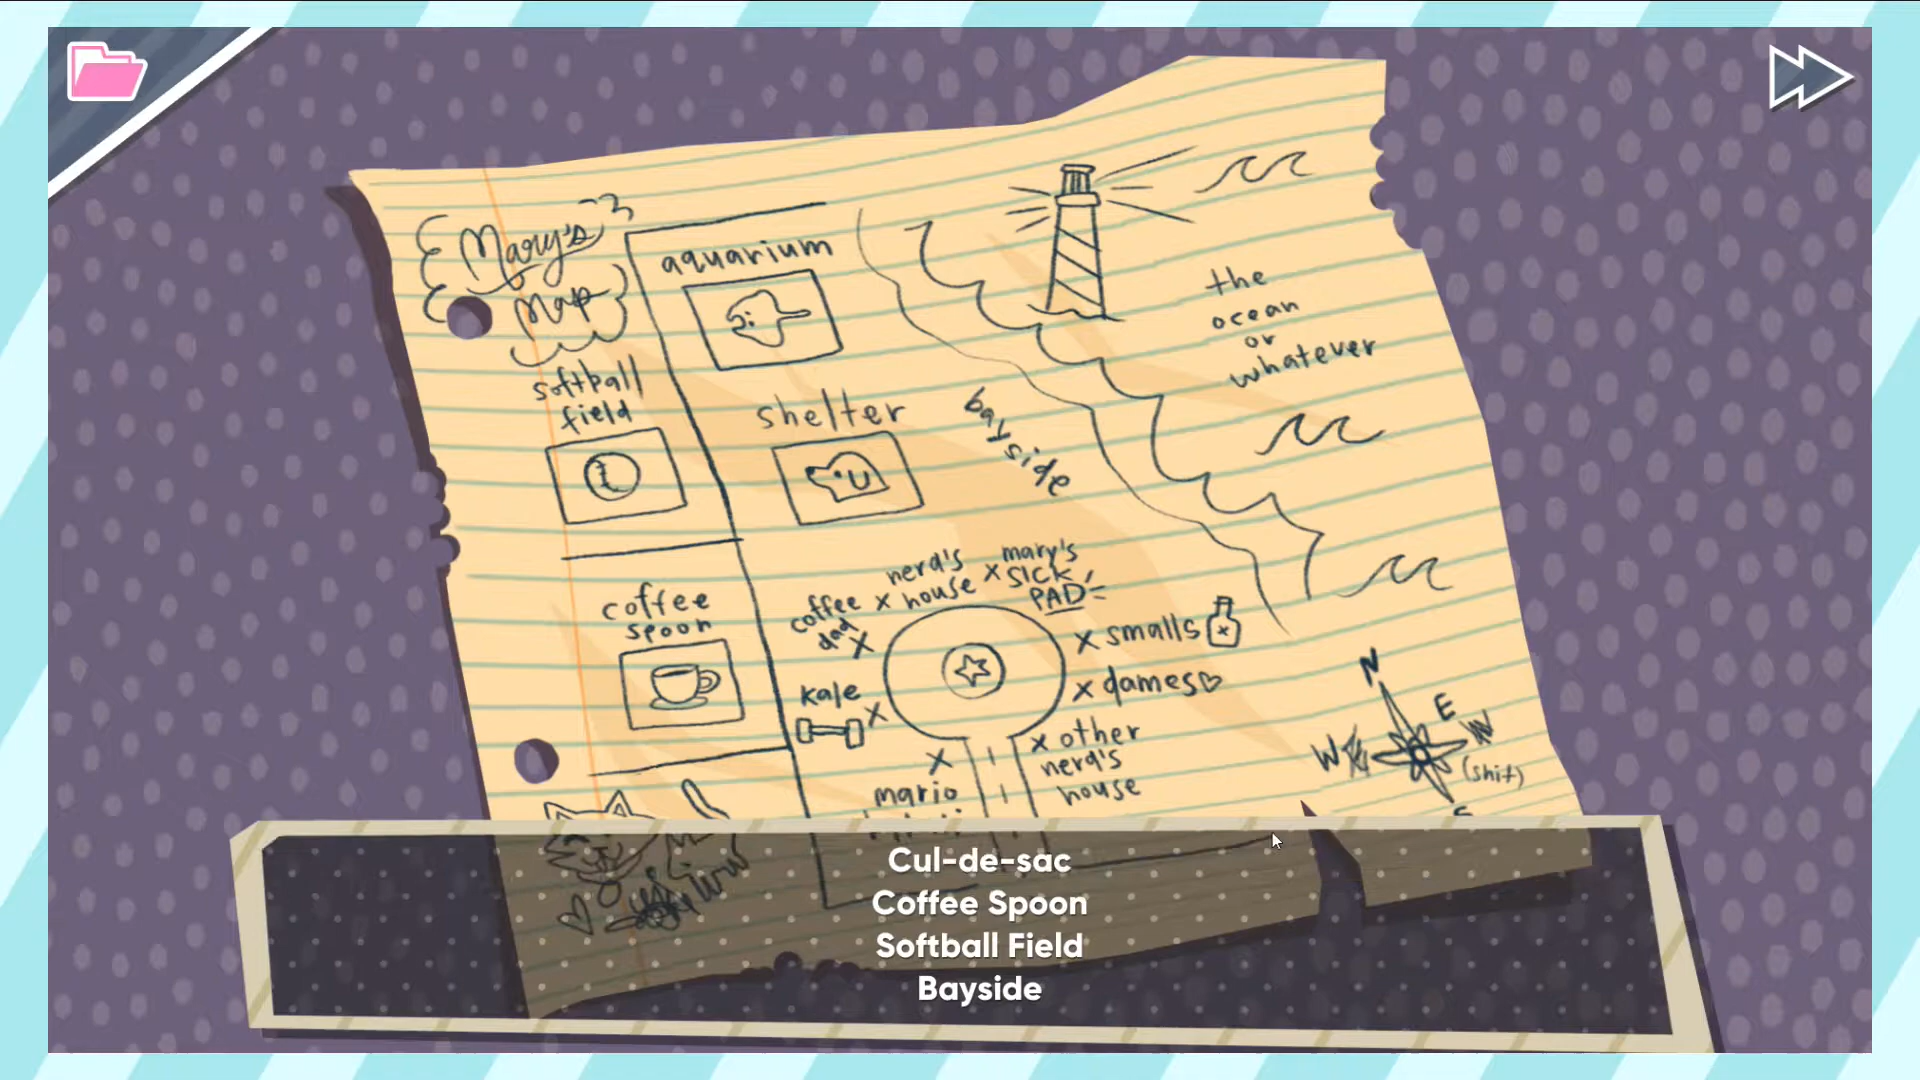 Mary's
Map
aquarium
the
ocean
or
whatever
softball
field
shelter
bayside
coffee
spoon
coffee
dad
nerd's
house
mary's
SICK
PAD
smalls
dames♡
kale
other
nerd's
house
mario
N
E
W
W
(shit)
S
Cul-de-sac
Coffee Spoon
Softball Field
Bayside